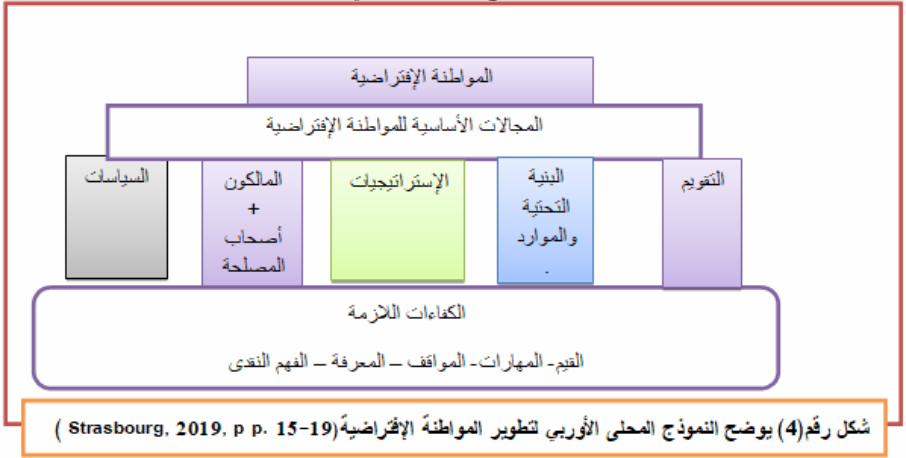 المواطنة الإفتراضية
المجالات الأساسية للمواطنة الإفتراضية
التقويم
البنية
التحتية
والموارد
.
الإستراتيجيات
المالكون
+
أصحاب
المصلحة
السياسات
الكفاءات اللازمة
القيم- المهارات- المواقف – المعرفة – الفهم النقدى
شكل رقم(4) يوضح النموذج المحلى الأوربي لتطوير المواطنة الإفتراضية(Strasbourg, 2019, p p. 15-19 )